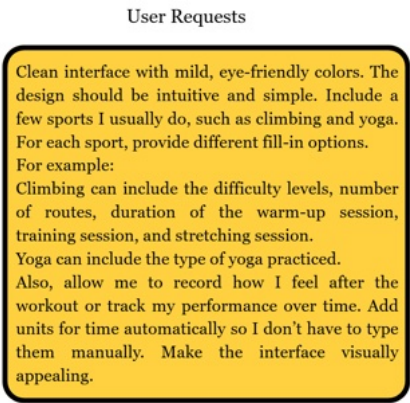 User Requests
Clean interface with mild, eye-friendly colors. The
design should be intuitive and simple. Include a
few sports I usually do, such as climbing and yoga.
For each sport, provide different fill-in options.
For example:
Climbing can include the difficulty levels, number
of routes, duration of the warm-up session,
training session, and stretching session.
Yoga can include the type of yoga practiced.
Also, allow me to record how I feel after the
workout or track my performance over time. Add
units for time automatically so I don't have to type
them manually. Make the interface visually
appealing.